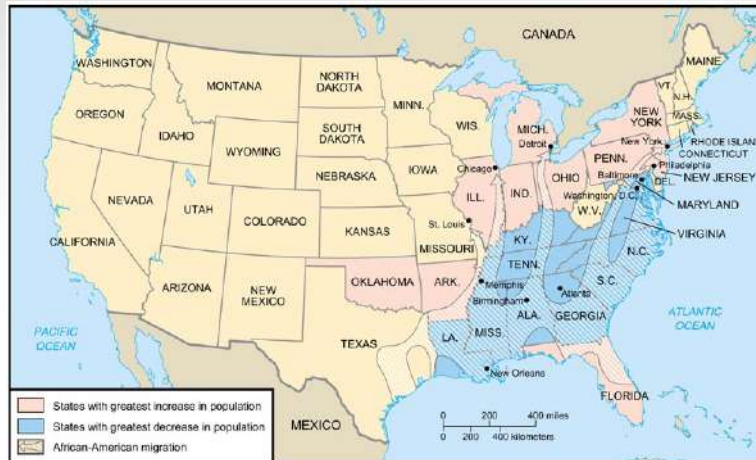 CANADA
WASHINGTON
MONTANA
NORTH
DAKOTA
MINN.
MAINE
VT.
N.H.
MASS.
OREGON
IDAHO
SOUTH
DAKOTA
WIS.
MICH.
Detroit
NEW
YORK
New York
RHODE ISLAN
CONNECTICUT
WYOMING
NEBRASKA
IOWA
Chicago
PENN.
Philadelphia
NEW JERSEY
NEVADA
UTAH
COLORADO
KANSAS
ILL.
IND.
OHIO
Baltimore
DEL.
Washington, D.C.
MARYLAND
W.V.
VIRGINIA
CALIFORNIA
St. Louis
MISSOURI
KY.
N.C.
ARIZONA
NEW
MEXICO
OKLAHOMA
ARK.
TENN.
Memphis
Birmingham
Atlanta
S.C.
PACIFIC
OCEAN
TEXAS
LA.
MISS.
ALA.
GEORGIA
ATLANTIC
OCEAN
New Orleans
FLORIDA
MEXICO
States with greatest increase in population
States with greatest decrease in population
African-American migration
0 200 400 miles
0 200 400 kilometers